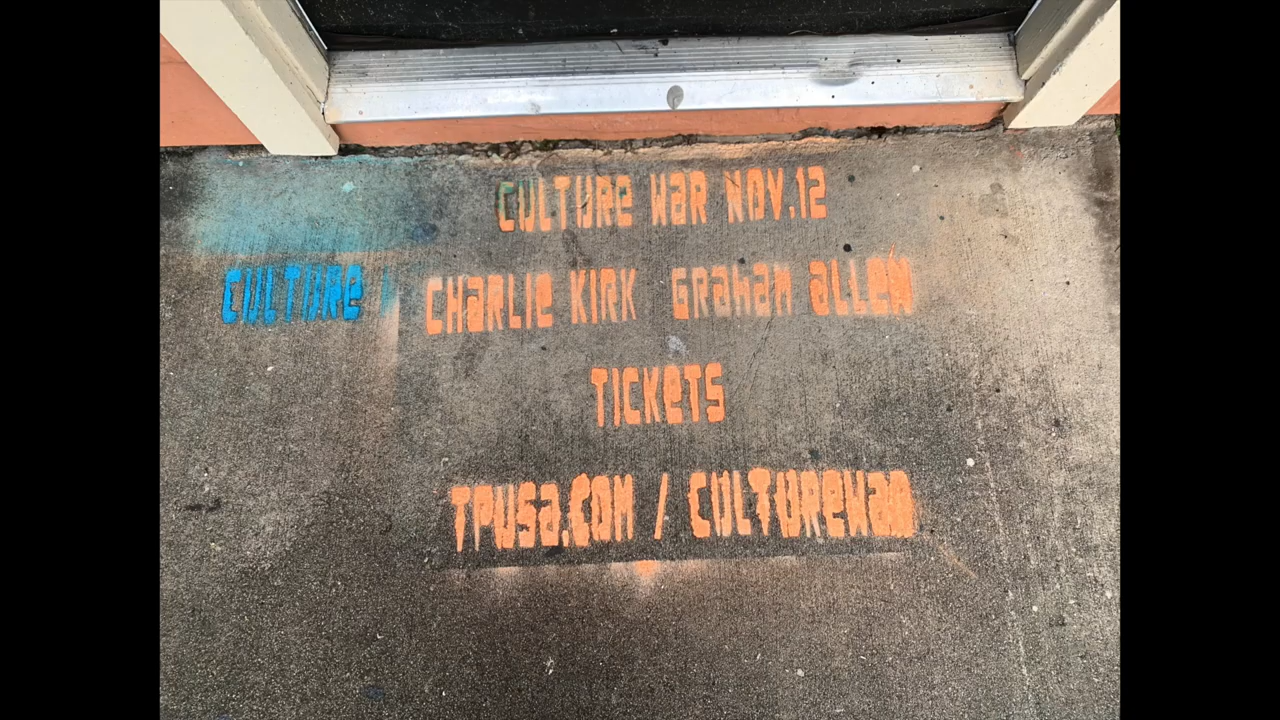 CULTURE WAR NOV.12
CULTURE
CHARLIE KIRK GRAHAM ALLEN
TICKETS
TPUSA.COM / CULTUREWAR